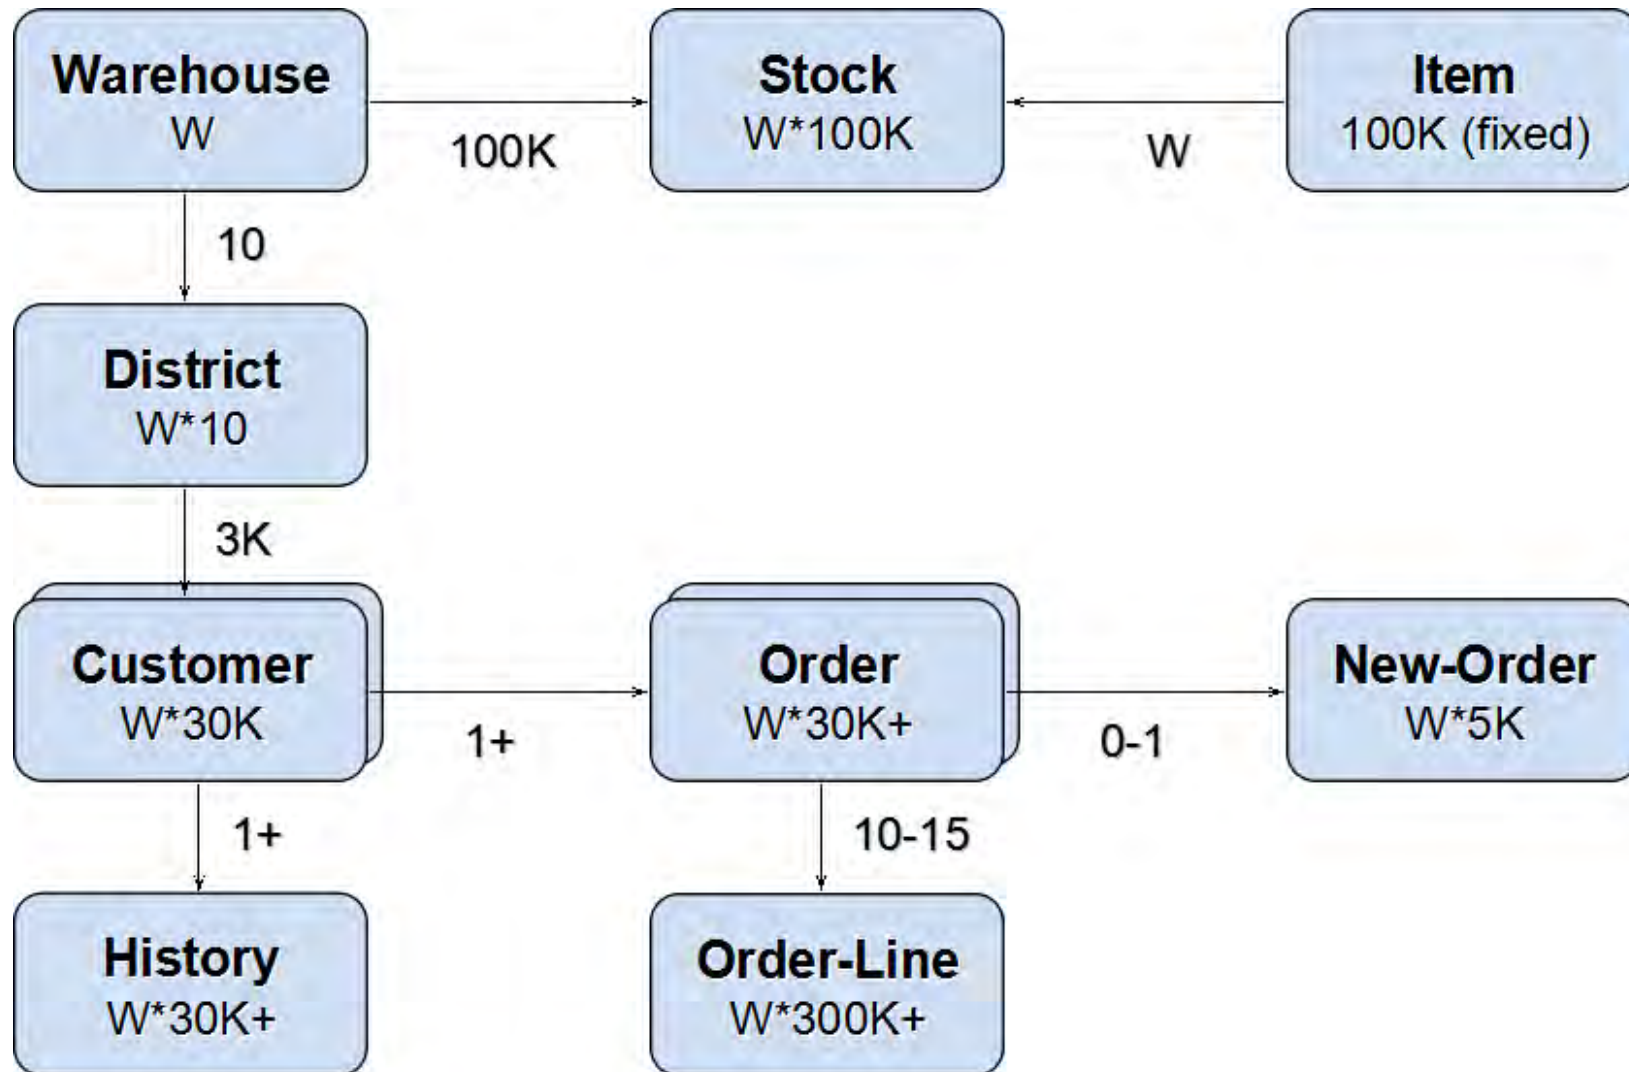 Warehouse
W
100K
Stock
W*100K
W
Item
100K (fixed)
10
District
W*10
3K
Customer
W*30K
1+
Order
W*30K+
0-1
New-Order
W*5K
1+
10-15
History
W*30K+
Order-Line
W*300K+